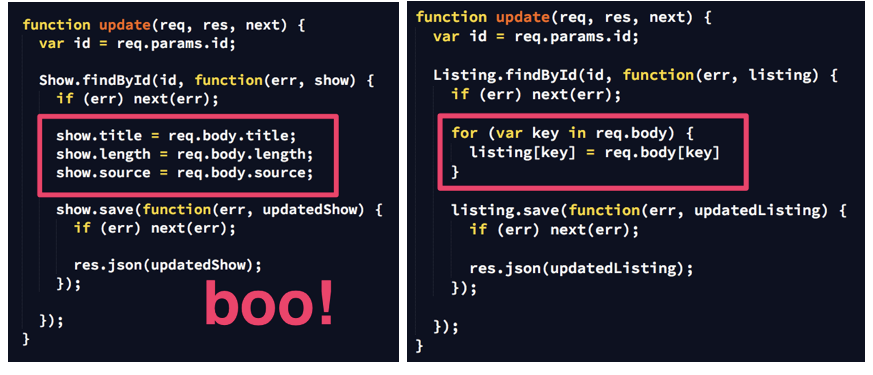 function update(req, res, next) {
  var id = req.params.id;

  Show.findById(id, function(err, show) {
    if (err) next(err);

    show.title = req.body.title;
    show.length = req.body.length;
    show.source = req.body.source;

    show.save(function(err, updatedShow) {
      if (err) next(err);

      res.json(updatedShow);
    });

  });
}
boo!
function update(req, res, next) {
  var id = req.params.id;

  Listing.findById(id, function(err, listing) {
    if (err) next(err);

    for (var key in req.body) {
      listing[key] = req.body[key]
    }

    listing.save(function(err, updatedListing) {
      if (err) next(err);

      res.json(updatedListing);
    });

  });
}